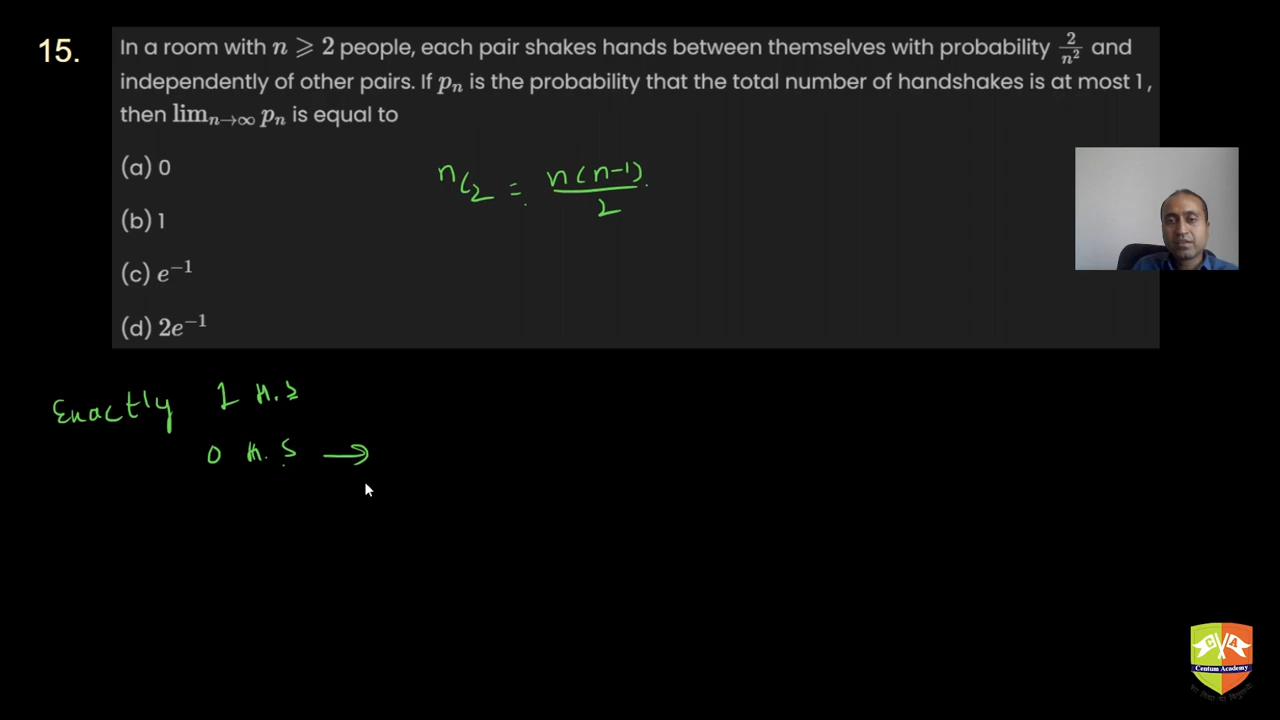 15.
In a room with n ⩾ 2 people, each pair shakes hands between themselves with probability 2/n² and
independently of other pairs. If pₙ is the probability that the total number of handshakes is at most 1,
then limₙ→∞ pₙ is equal to
(a) 0
(b) 1
(c) e⁻¹
(d) 2e⁻¹
ⁿC₂ = n(n-1)/2
Exactly 1 H.S
0 H.S →
CA
Centum Academy